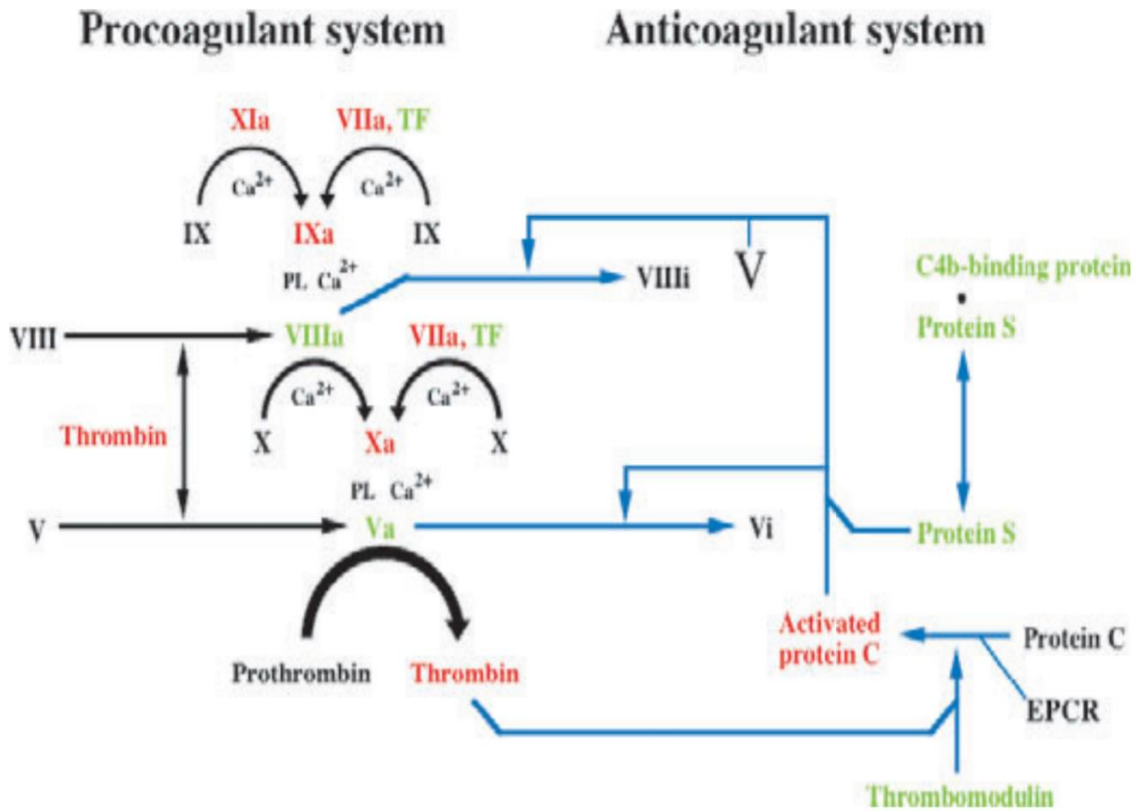 Procoagulant system Anticoagulant system
XIa VIIa, TF
Ca2+ Ca2+
IX IXa IX
PL Ca2+
VIIIi
V
C4b-binding protein
•
Protein S
VIII VIIIa VIIa, TF
Ca2+ Ca2+
Thrombin
X Xa X
PL Ca2+
V Va Vi
Protein S
Activated
protein C
Protein C
EPCR
Prothrombin Thrombin
Thrombomodulin